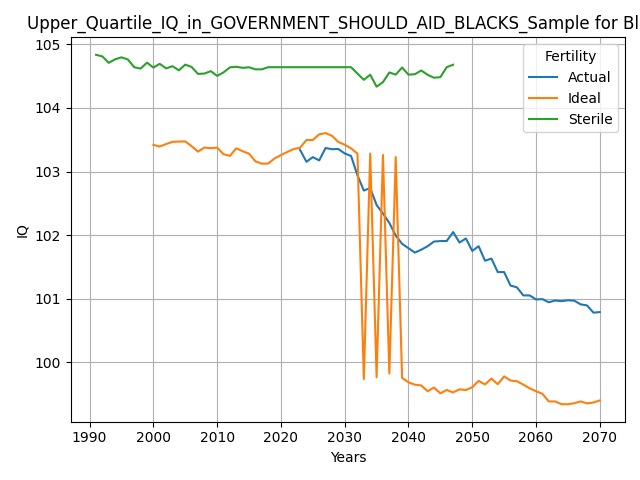 Upper_Quartile_IQ_in_GOVERNMENT_SHOULD_AID_BLACKS_Sample for Bl
105
104
103
102
101
100
IQ
Fertility
Actual
Ideal
Sterile
1990 2000 2010 2020 2030 2040 2050 2060 2070
Years